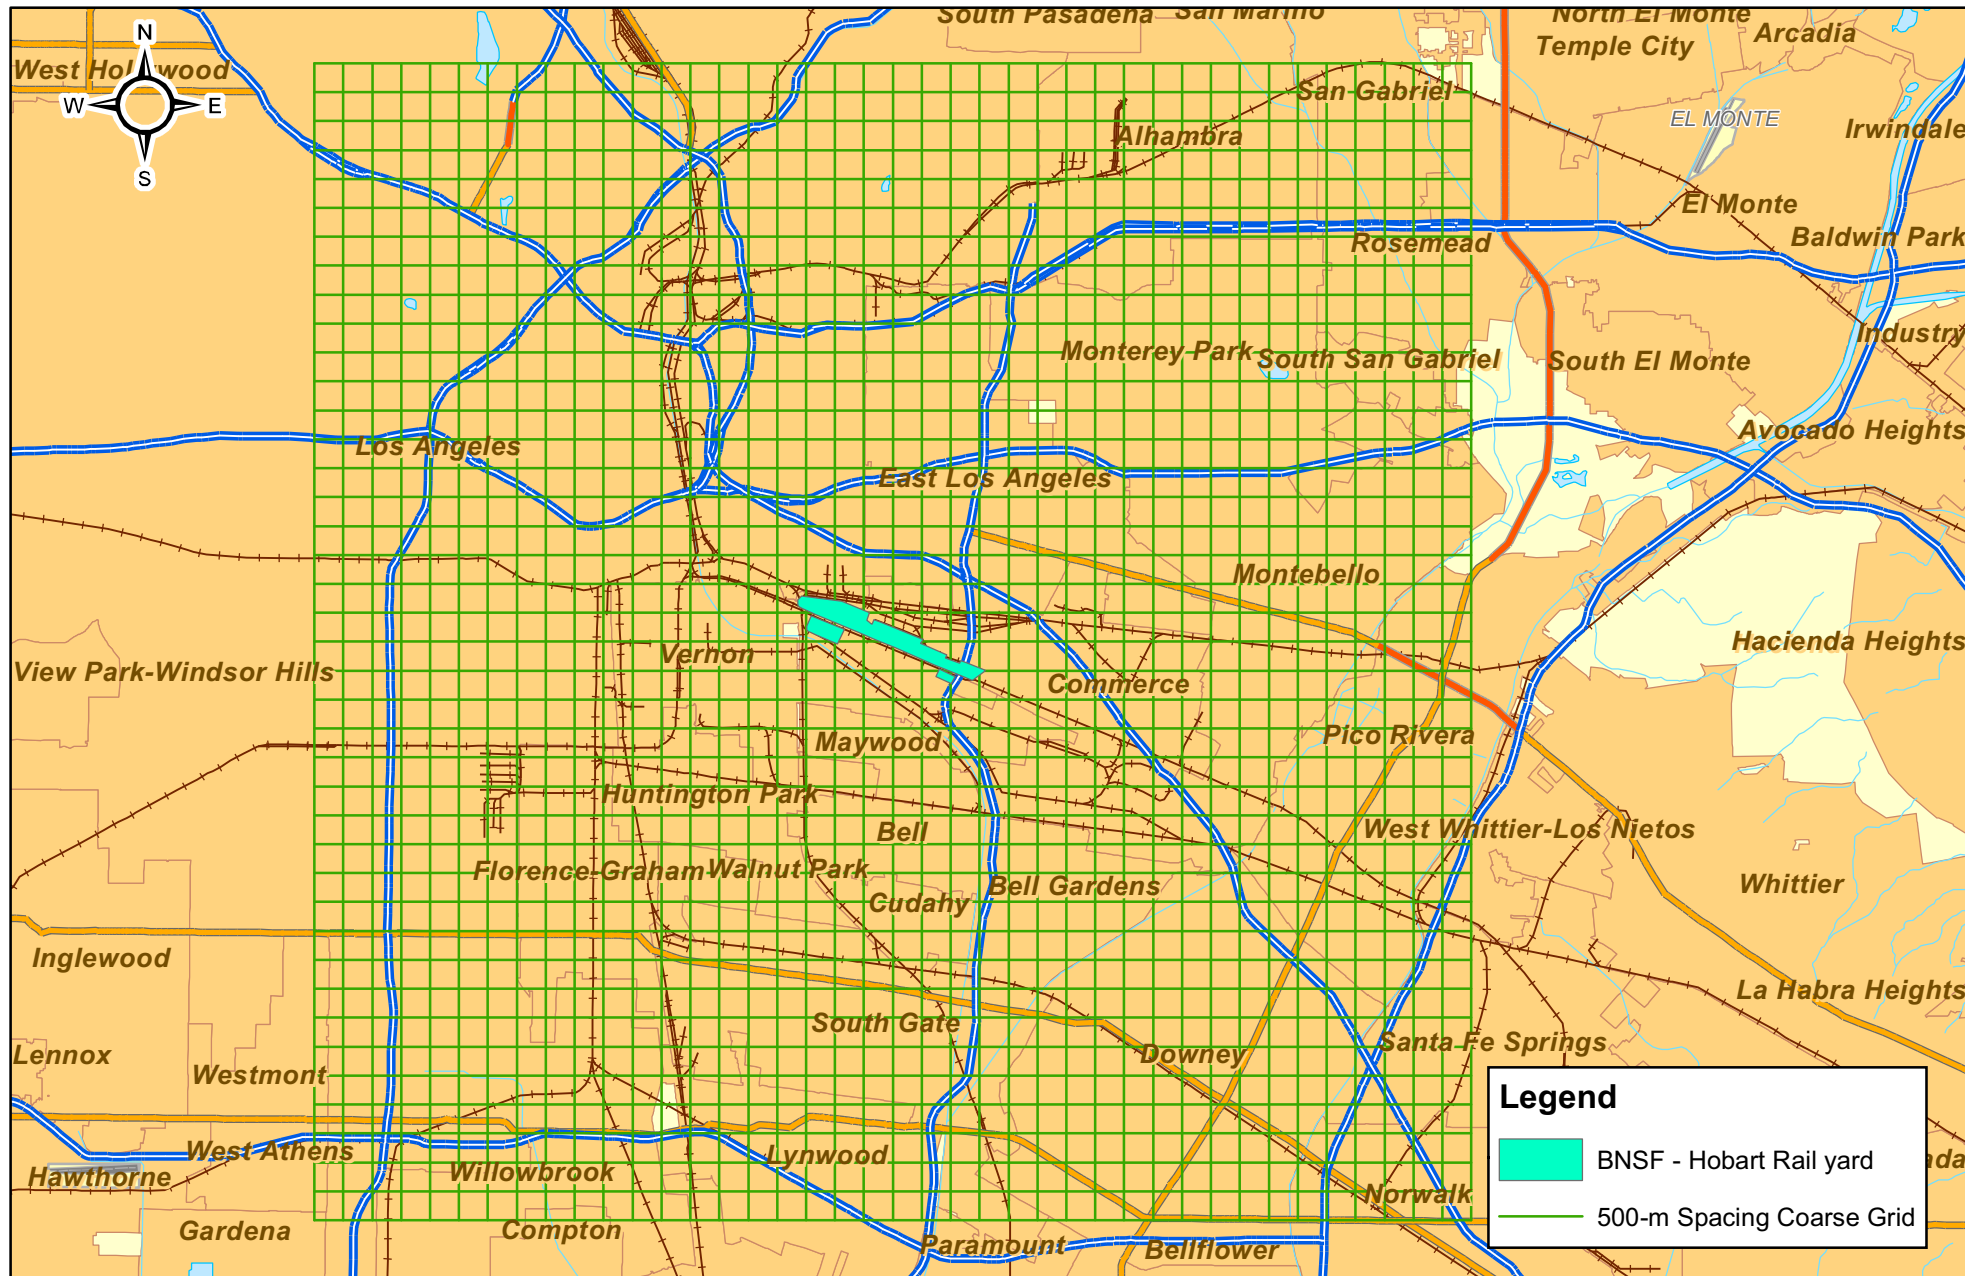 South Pasadena
San Marino
North El Monte
Arcadia
Temple City
N
West Hollywood
W
E
S
San Gabriel
EL MONTE
Irwindale
Alhambra
El Monte
Baldwin Park
Rosemead
Industry
Monterey Park
South San Gabriel
South El Monte
Los Angeles
Avocado Heights
East Los Angeles
Montebello
Hacienda Heights
Vernon
View Park-Windsor Hills
Commerce
Maywood
Pico Rivera
Huntington Park
Bell
West Whittier-Los Nietos
Florence-Graham
Walnut Park
Bell Gardens
Whittier
Cudahy
Inglewood
La Habra Heights
South Gate
Santa Fe Springs
Lennox
Downey
Westmont
Legend
BNSF - Hobart Rail yard
500-m Spacing Coarse Grid
West Athens
Lynwood
Willowbrook
Hawthorne
Norwalk
Gardena
Compton
Paramount
Bellflower